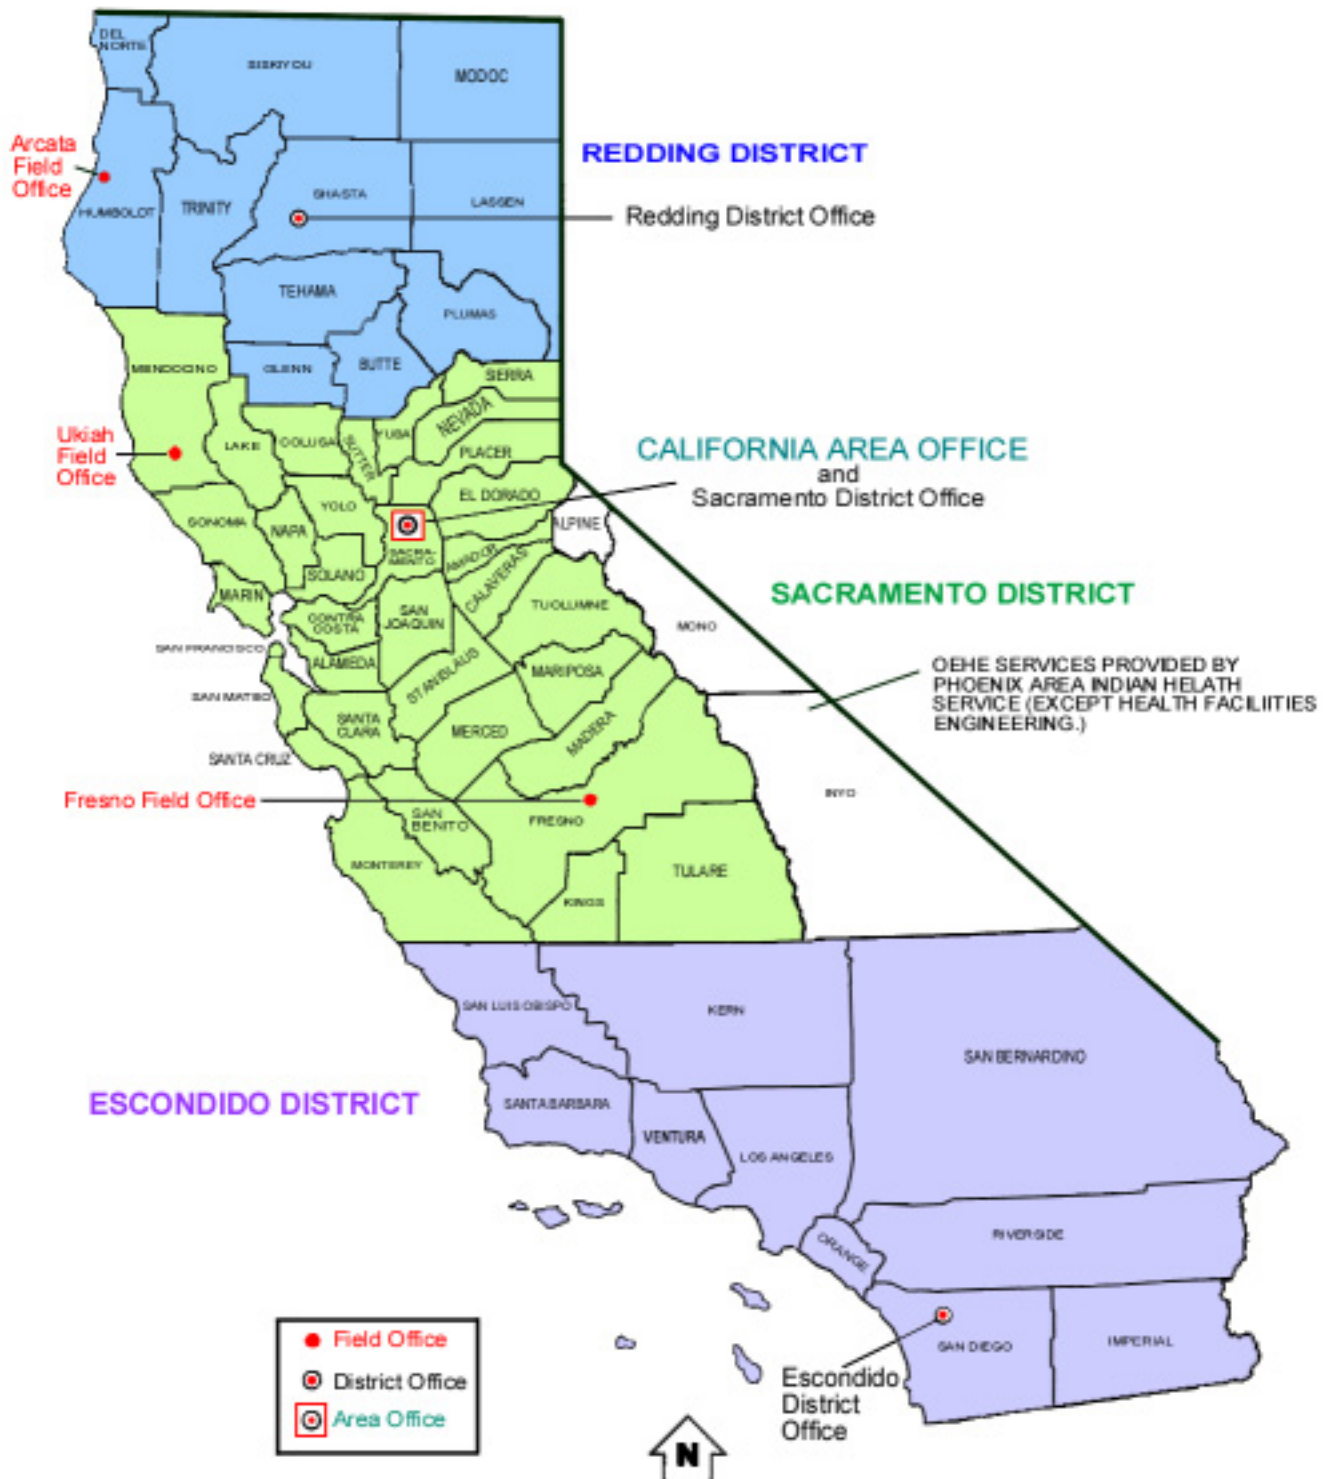 DEL
NORTE
SISKIYOU
MODOC
Arcata
Field
Office
REDDING DISTRICT
HUMBOLDT
TRINITY
SHASTA
LASSEN
Redding District Office
TEHAMA
PLUMAS
MENDOCINO
GLENN
BUTTE
SERRA
NEVADA
Ukiah
Field
Office
LAKE
COLUSA
SUTTER
YUBA
PLACER
CALIFORNIA AREA OFFICE
and
Sacramento District Office
EL DORADO
YOLO
SONOMA
NAPA
ALPINE
SACRA-
MENTO
AMADOR
SOLANO
CALAVERAS
MARIN
SACRAMENTO DISTRICT
CONTRA
COSTA
SAN
JOAQUIN
TUOLUMNE
MONO
SAN FRANCISCO
ALAMEDA
STANISLAUS
MARIPOSA
OEHE SERVICES PROVIDED BY
PHOENIX AREA INDIAN HELATH
SERVICE (EXCEPT HEALTH FACILIITIES
ENGINEERING.)
SAN MATEO
SANTA
CLARA
MERCED
MADERA
SANTA CRUZ
INYO
Fresno Field Office
SAN
BENITO
FRESNO
MONTEREY
TULARE
KINGS
SAN LUIS OBISPO
KERN
SAN BERNARDINO
ESCONDIDO DISTRICT
SANTA BARBARA
VENTURA
LOS ANGELES
ORANGE
RIVERSIDE
SAN DIEGO
IMPERIAL
Escondido
District
Office
Field Office
District Office
Area Office
N